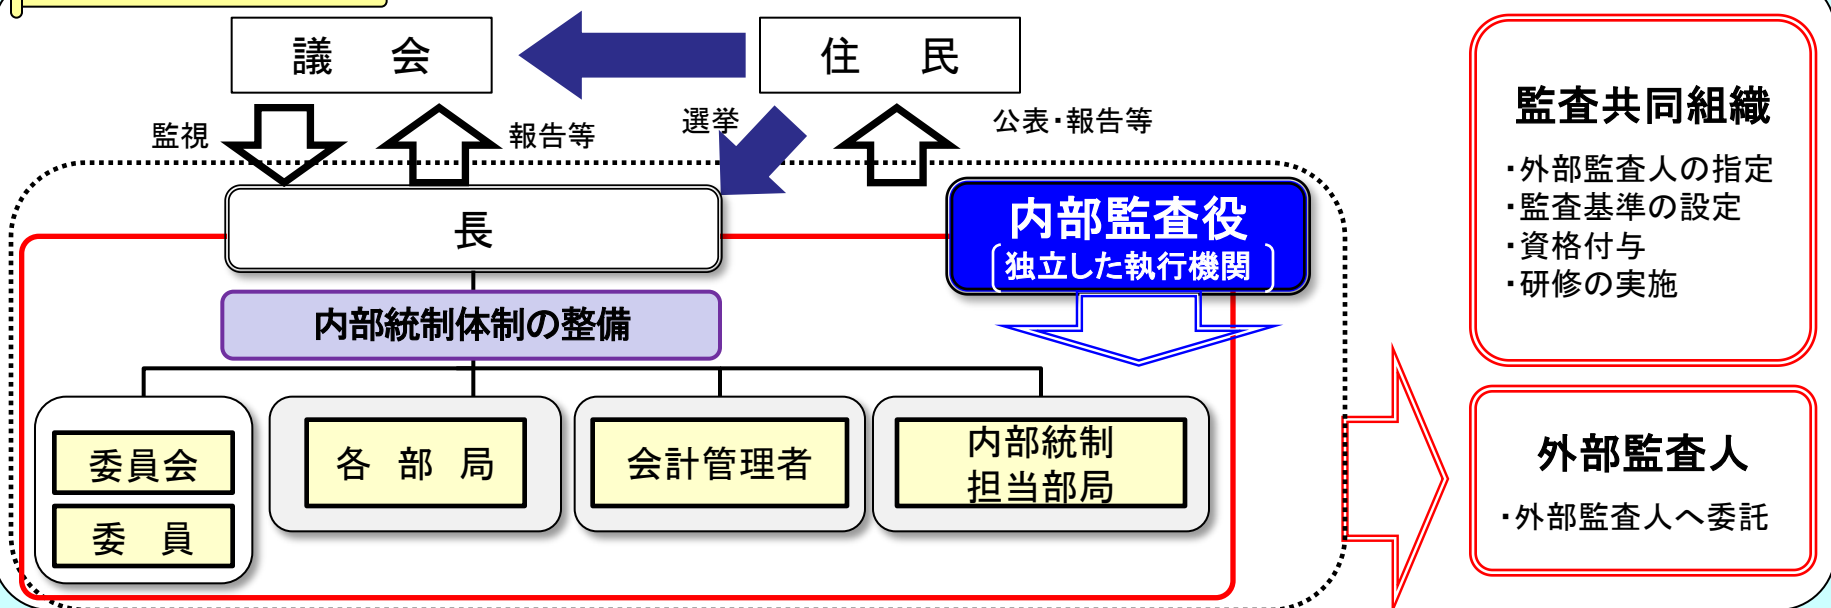 議　会
住　民
監視
報告等
選挙
公表・報告等
長
内部監査役
〔独立した執行機関〕
内部統制体制の整備
委員会
委　員
各　部　局
会計管理者
内部統制
担当部局
監査共同組織
・外部監査人の指定
・監査基準の設定
・資格付与
・研修の実施
外部監査人
・外部監査人へ委託